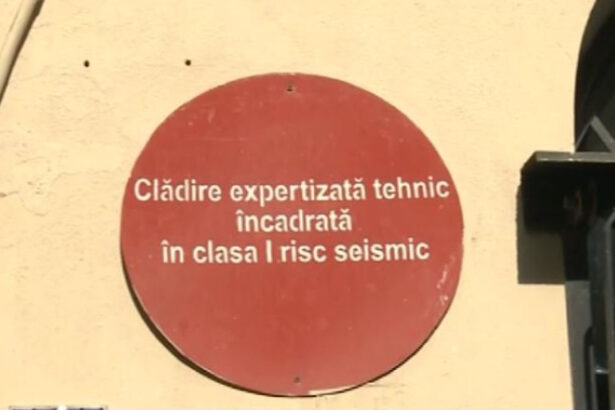 Clădire expertizată tehnic
încadrată
în clasa I risc seismic